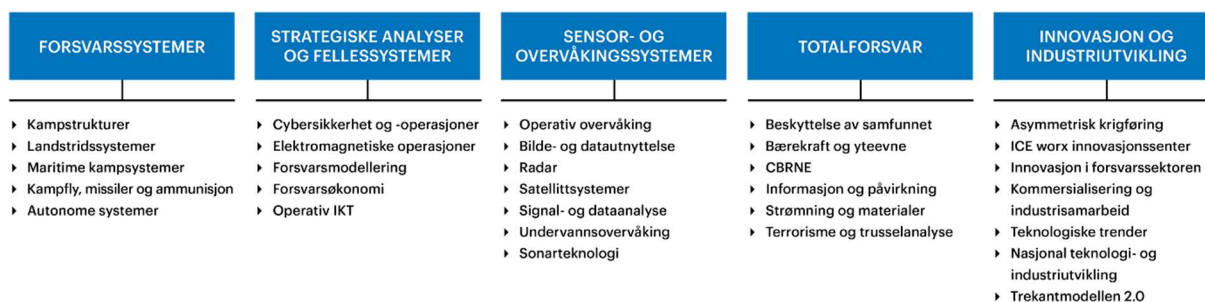 FORSVARSSYSTEMER
Kampstrukturer
Landstridssystemer
Maritime kampsystemer
Kampfly, missiler og ammunisjon
Autonome systemer
STRATEGISKE ANALYSER
OG FELLESSYSTEMER
Cybersikkerhet og -operasjoner
Elektromagnetiske operasjoner
Forsvarsmodellering
Forsvarsøkonomi
Operativ IKT
SENSOR- OG
OVERVÅKINGSSYSTEMER
Operativ overvåking
Bilde- og datautnyttelse
Radar
Satellittsystemer
Signal- og dataanalyse
Undervannsovervåking
Sonarteknologi
TOTALFORSVAR
Beskyttelse av samfunnet
Bærekraft og yteevne
CBRNE
Informasjon og påvirkning
Strømning og materialer
Terrorisme og trusselanalyse
INNOVASJON OG
INDUSTRIUTVIKLING
Asymmetrisk krigføring
ICE worx innovasjonssenter
Innovasjon i forsvarssektoren
Kommersialisering og
industrisamarbeid
Teknologiske trender
Nasjonal teknologi- og
industriutvikling
Trekantmodellen 2.0